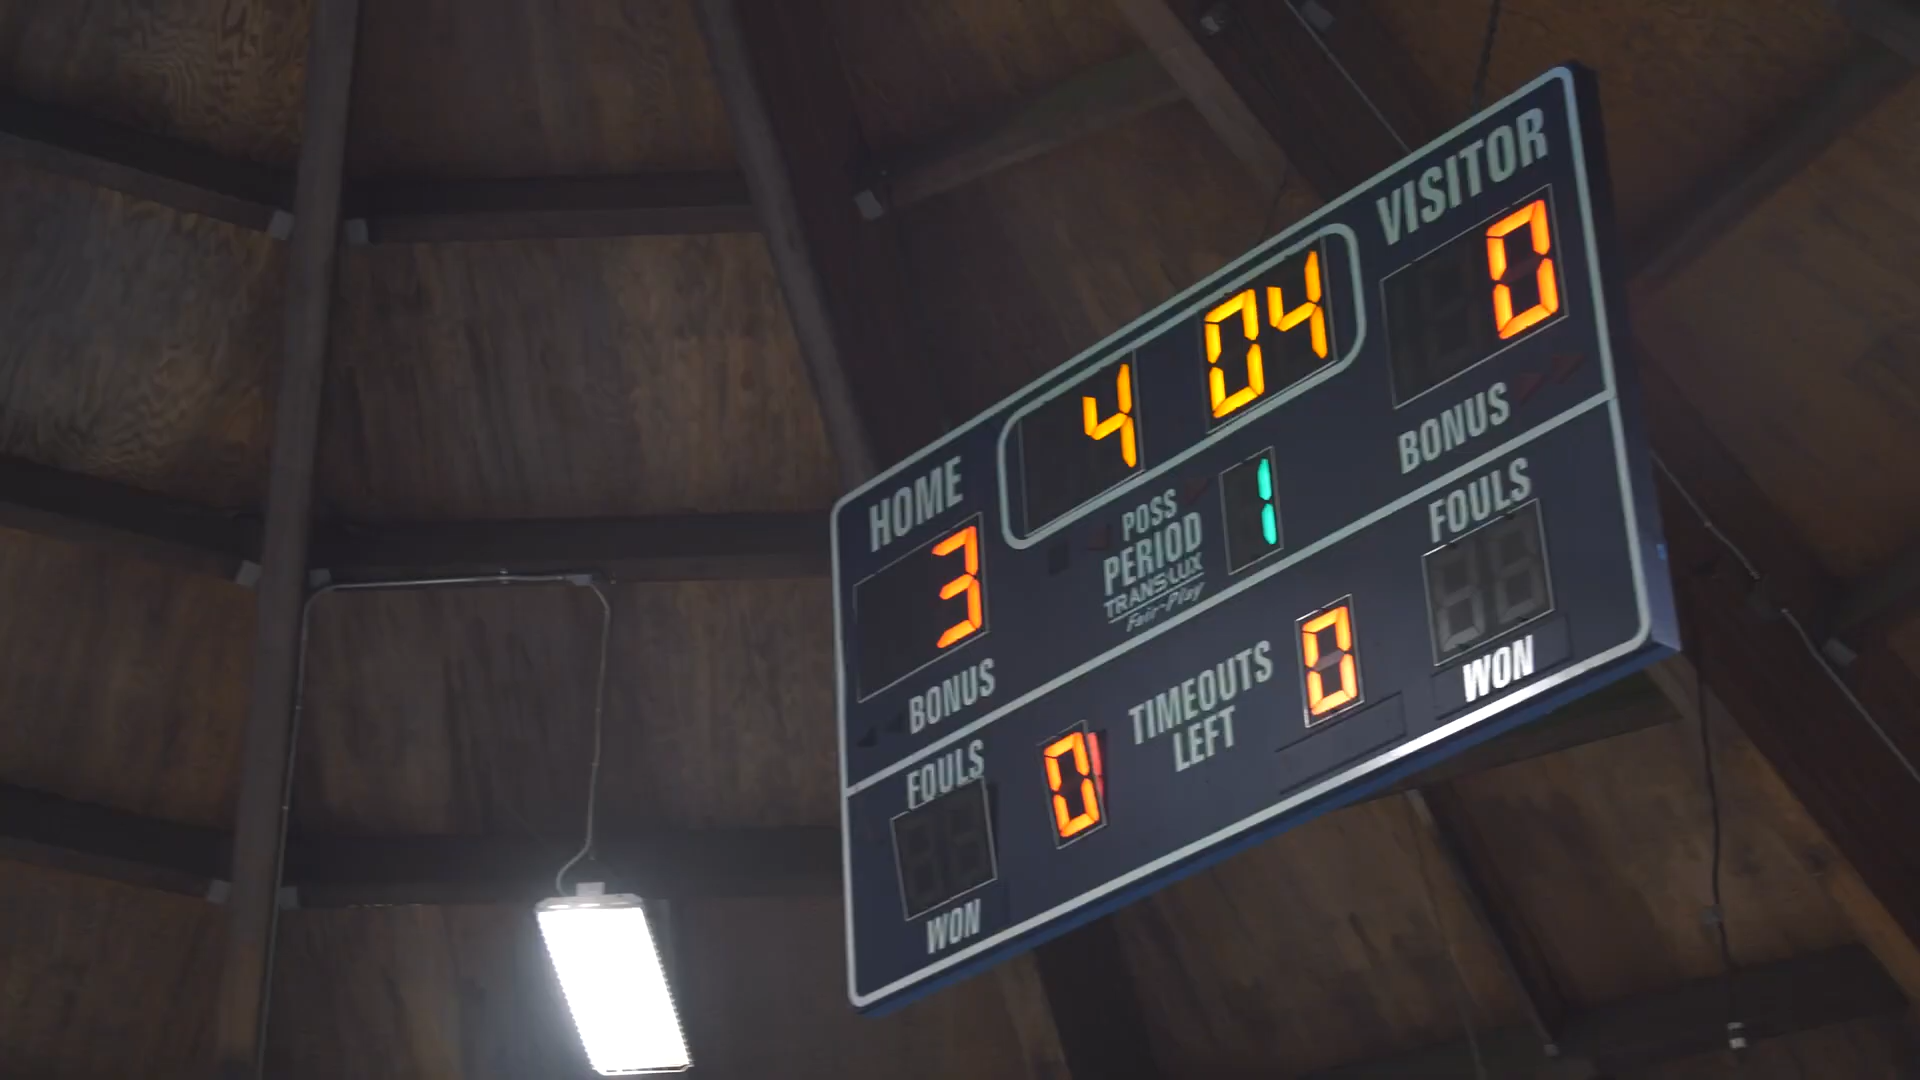 VISITOR
0
4 04
HOME
3
POSS
PERIOD
1
TRANS-LUX
Fair-Play
BONUS
BONUS
FOULS
FOULS
TIMEOUTS
LEFT
0
0
WON
WON